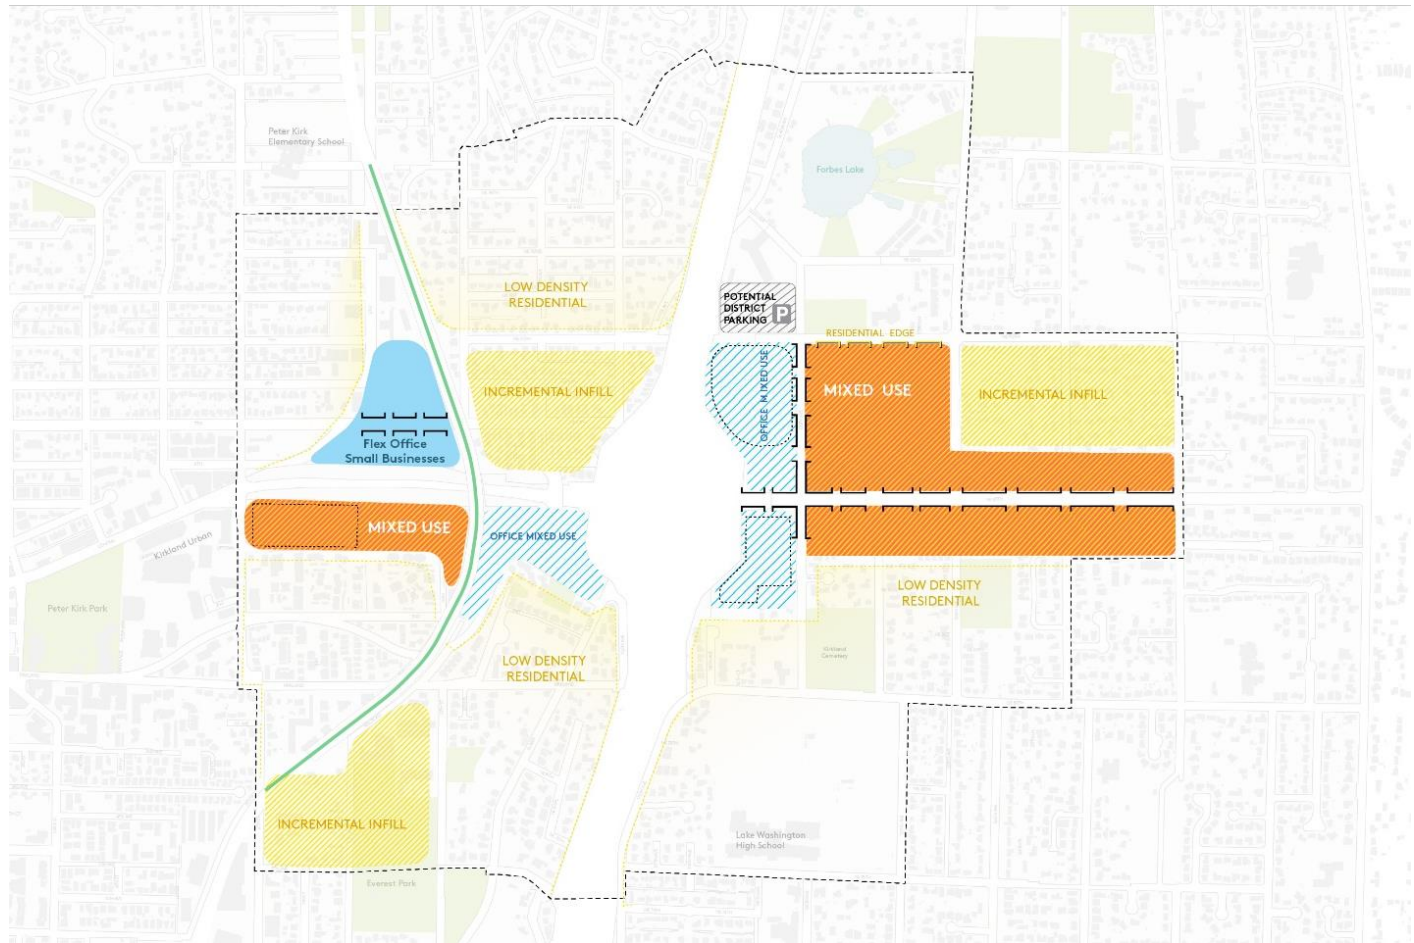 Peter Kirk
Elementary School
Forbes Lake
LOW DENSITY
RESIDENTIAL
POTENTIAL
DISTRICT
PARKING
P
RESIDENTIAL EDGE
OFFICE MIXED USE
MIXED USE
INCREMENTAL INFILL
INCREMENTAL INFILL
Flex Office
Small Businesses
MIXED USE
OFFICE MIXED USE
Kirkland Urban
Peter Kirk Park
LOW DENSITY
RESIDENTIAL
LOW DENSITY
RESIDENTIAL
Kirkland
Cemetery
INCREMENTAL INFILL
Lake Washington
High School
Everest Park